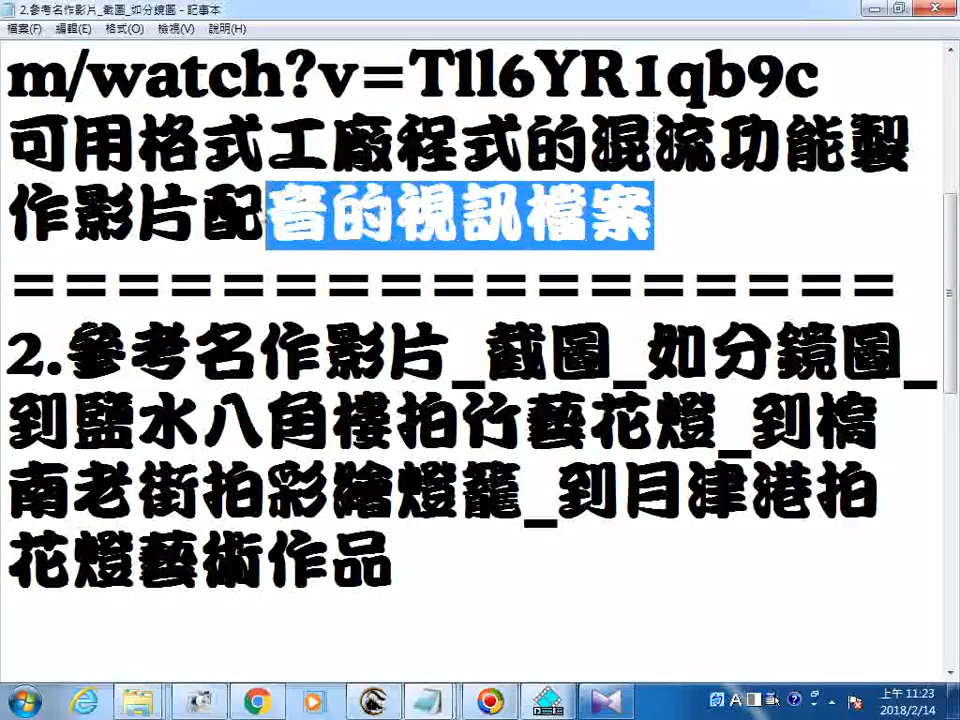 2.參考名作影片_截圖_如分鏡圖 - 記事本
檔案(F) 編輯(E) 格式(O) 檢視(V) 說明(H)
m/watch?v=Tll6YR1qb9c
可用格式工廠程式的混流功能製
作影片配音的視訊檔案
=================
2.參考名作影片_截圖_如分鏡圖_
到鹽水八角樓拍竹藝花燈_到橋
南老街拍彩繪燈籠_到月津港拍
花燈藝術作品
上午 11:23
2018/2/14